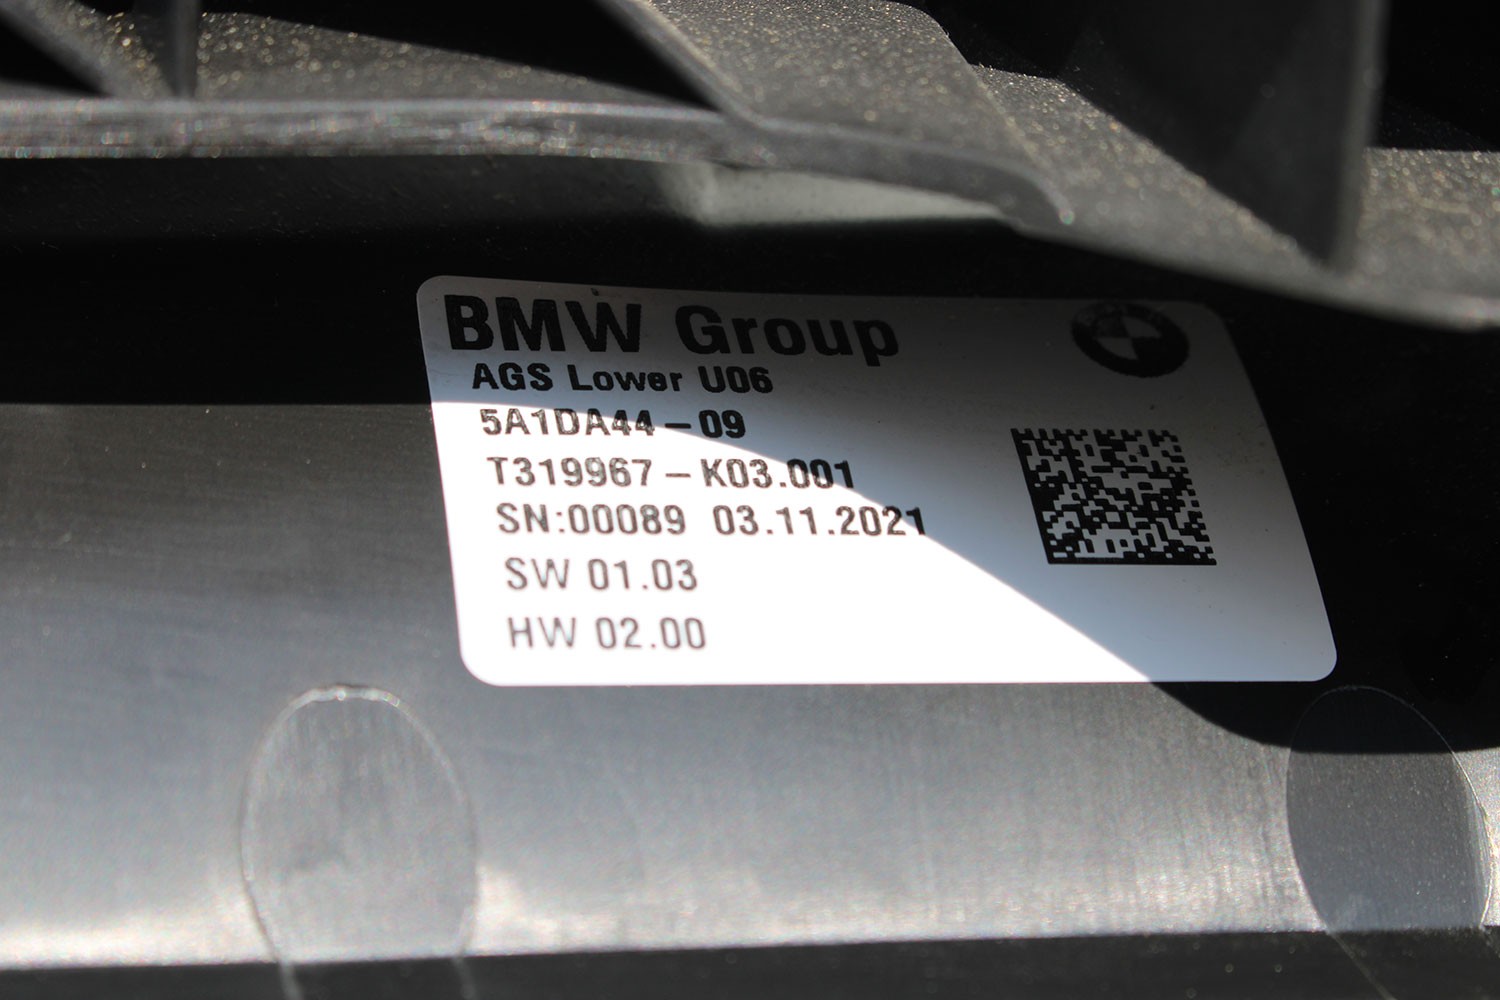 BMW Group
AGS Lower U06
5A1DA44-09
T319967-K03.001
SN:00089 03.11.2021
SW 01.03
HW 02.00